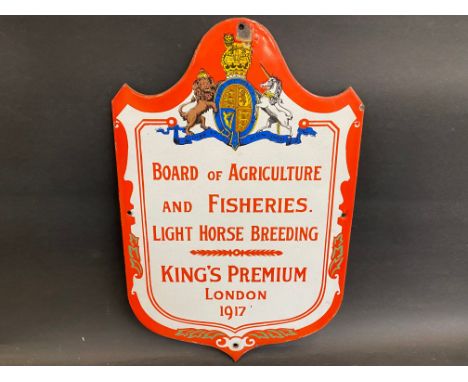 BOARD OF AGRICULTURE
AND FISHERIES.
LIGHT HORSE BREEDING
KING'S PREMIUM
LONDON
1917